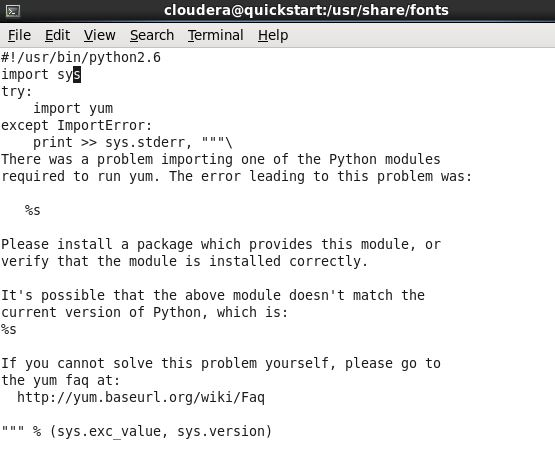 cloudera@quickstart:/usr/share/fonts
File Edit View Search Terminal Help
#!/usr/bin/python2.6
import sys
try:
    import yum
except ImportError:
    print >> sys.stderr, """\
There was a problem importing one of the Python modules
required to run yum. The error leading to this problem was:

   %s

Please install a package which provides this module, or
verify that the module is installed correctly.

It's possible that the above module doesn't match the
current version of Python, which is:
%s

If you cannot solve this problem yourself, please go to
the yum faq at:
  http://yum.baseurl.org/wiki/Faq

""" % (sys.exc_value, sys.version)